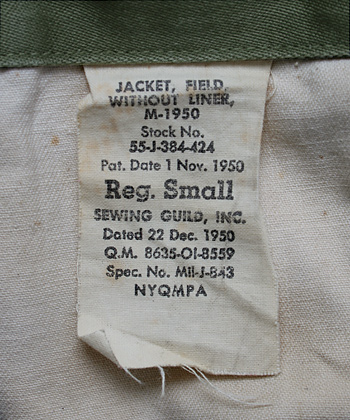 JACKET, FIELD,
WITHOUT LINER,
M-1950
Stock No.
55-J-384-424
Pat. Date 1 Nov. 1950
Reg. Small
SEWING GUILD, INC.
Dated 22 Dec. 1950
Q.M. 8635-OI-8559
Spec. No. Mil-J-843
NYQMPA